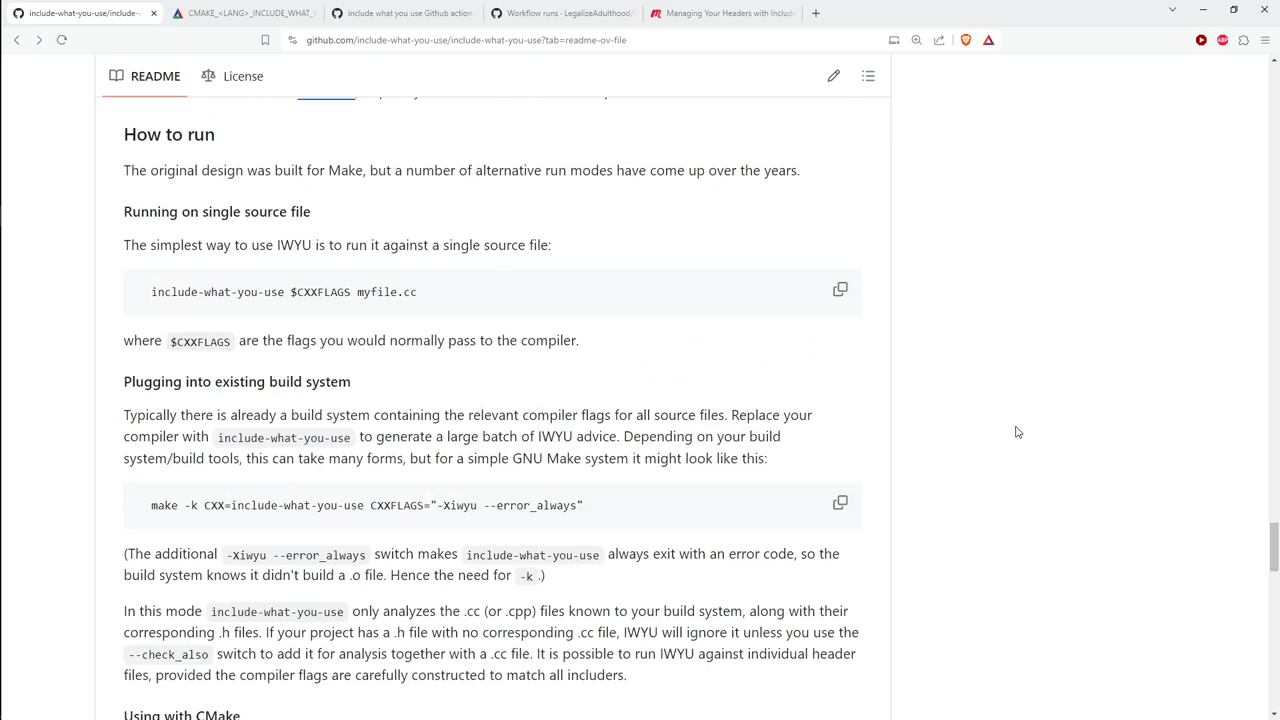 include-what-you-use/include-
CMAKE_<LANG>_INCLUDE_WHAT_Y
include what you use Github action
Workflow runs · LegalizeAdulthood/
Managing Your Headers with Includ
github.com/include-what-you-use/include-what-you-use?tab=readme-ov-file
ABP
README
License
How to run
The original design was built for Make, but a number of alternative run modes have come up over the years.
Running on single source file
The simplest way to use IWYU is to run it against a single source file:
include-what-you-use $CXXFLAGS myfile.cc
where $CXXFLAGS are the flags you would normally pass to the compiler.
Plugging into existing build system
Typically there is already a build system containing the relevant compiler flags for all source files. Replace your
compiler with include-what-you-use to generate a large batch of IWYU advice. Depending on your build
system/build tools, this can take many forms, but for a simple GNU Make system it might look like this:
make -k CXX=include-what-you-use CXXFLAGS="-Xiwyu --error_always"
(The additional -Xiwyu --error_always switch makes include-what-you-use always exit with an error code, so the
build system knows it didn't build a .o file. Hence the need for -k .)
In this mode include-what-you-use only analyzes the .cc (or .cpp) files known to your build system, along with their
corresponding .h files. If your project has a .h file with no corresponding .cc file, IWYU will ignore it unless you use the
--check_also switch to add it for analysis together with a .cc file. It is possible to run IWYU against individual header
files, provided the compiler flags are carefully constructed to match all includers.
Using with CMake